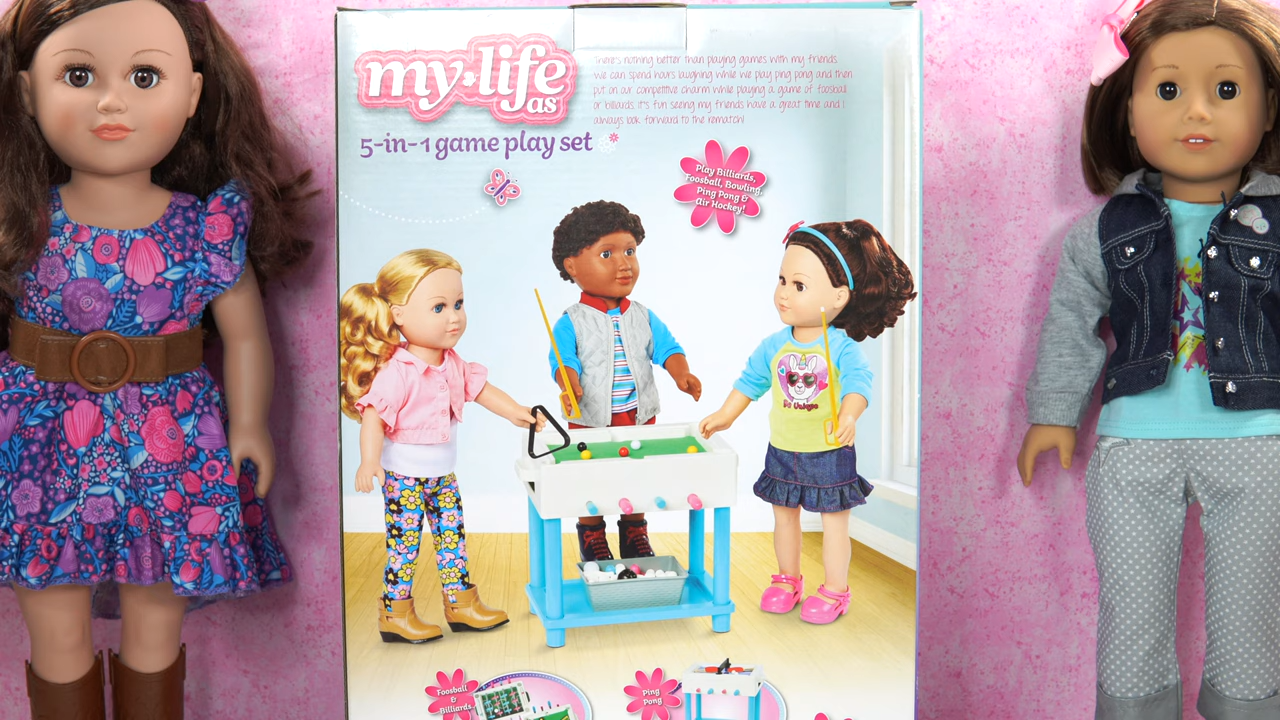 my life
as
5-in-1 game play set
There's nothing better than playing games with my friends.
We can spend hours laughing while we play ping pong and then
put on our competitive charm while playing a game of foosball
or billiards. It's fun seeing my friends have a great time and I
always look forward to the rematch!
Play Billiards,
Foosball, Bowling,
Ping Pong &
Air Hockey!
Be Unique
Foosball
&
Billiards
Ping
Pong